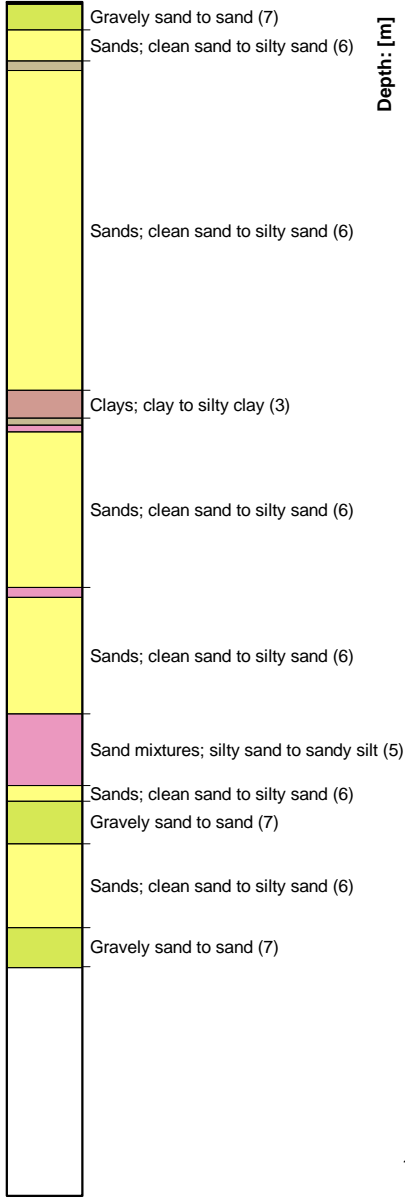 Gravely sand to sand (7)
Sands; clean sand to silty sand (6)
Depth: [m]
Sands; clean sand to silty sand (6)
Clays; clay to silty clay (3)
Sands; clean sand to silty sand (6)
Sands; clean sand to silty sand (6)
Sand mixtures; silty sand to sandy silt (5)
Sands; clean sand to silty sand (6)
Gravely sand to sand (7)
Sands; clean sand to silty sand (6)
Gravely sand to sand (7)